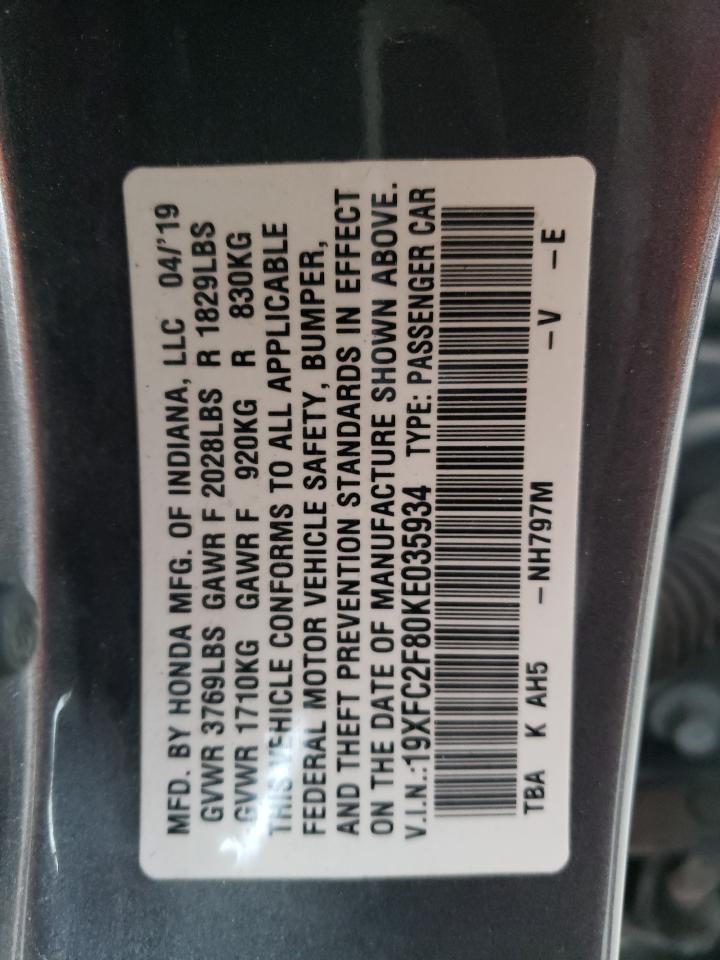 MFD. BY HONDA MFG. OF INDIANA, LLC 04/'19
GVWR 3769LBS GAWR F 2028LBS R 1829LBS
GVWR 1710KG GAWR F 920KG R 830KG
THIS VEHICLE CONFORMS TO ALL APPLICABLE
FEDERAL MOTOR VEHICLE SAFETY, BUMPER,
AND THEFT PREVENTION STANDARDS IN EFFECT
ON THE DATE OF MANUFACTURE SHOWN ABOVE.
V.I.N.:19XFC2F80KE035934 TYPE: PASSENGER CAR
TBA K AH5 -NH797M -V -E